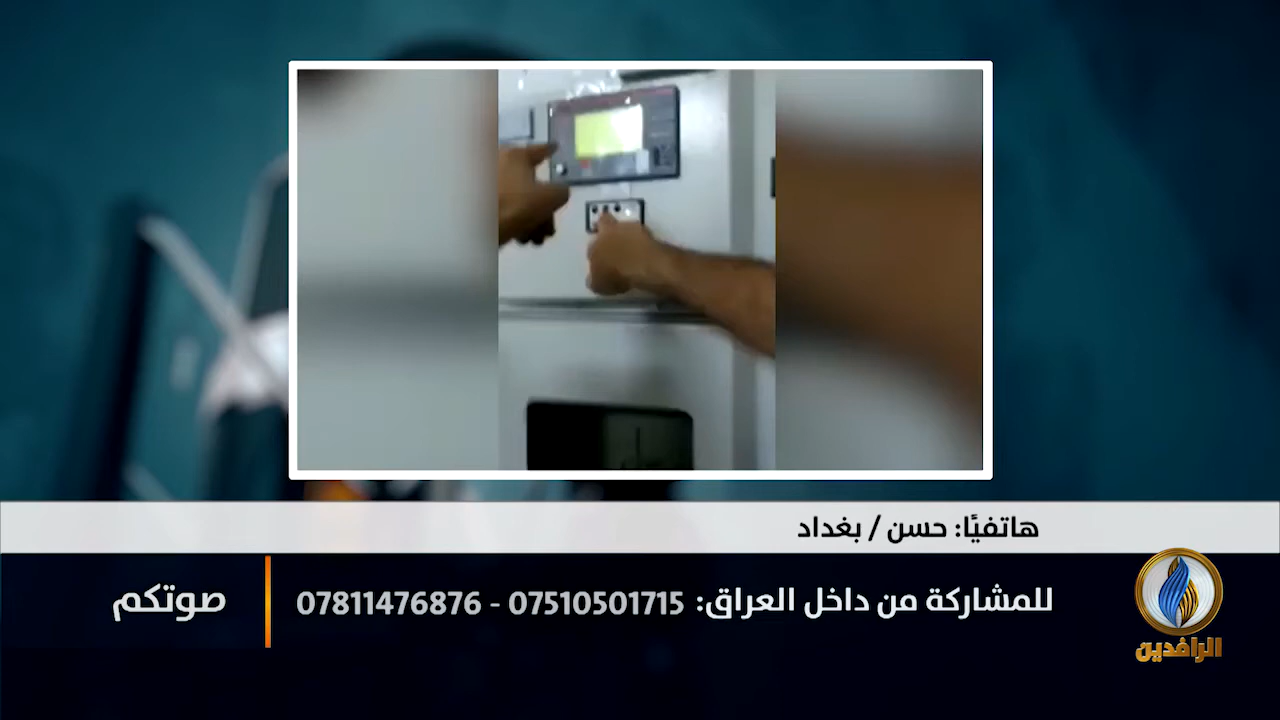 هاتفيًا: حسن / بغداد
للمشاركة من داخل العراق: 07510501715 - 07811476876
صوتكم
الرافدين